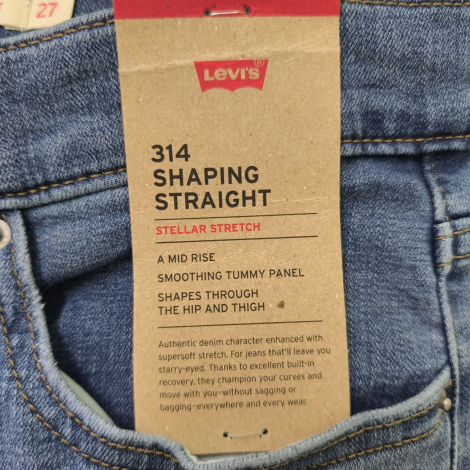 27
Levi's®
314
SHAPING
STRAIGHT
STELLAR STRETCH
A MID RISE
SMOOTHING TUMMY PANEL
SHAPES THROUGH
THE HIP AND THIGH
Authentic denim character enhanced with
supersoft stretch. For jeans that'll leave you
starry-eyed. Thanks to excellent built-in
recovery, they champion your curves and
move with you–without sagging or
bagging–everywhere and every wear.